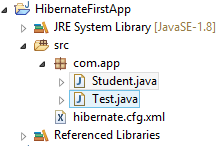 HibernateFirstApp
JRE System Library [JavaSE-1.8]
src
com.app
Student.java
Test.java
hibernate.cfg.xml
Referenced Libraries